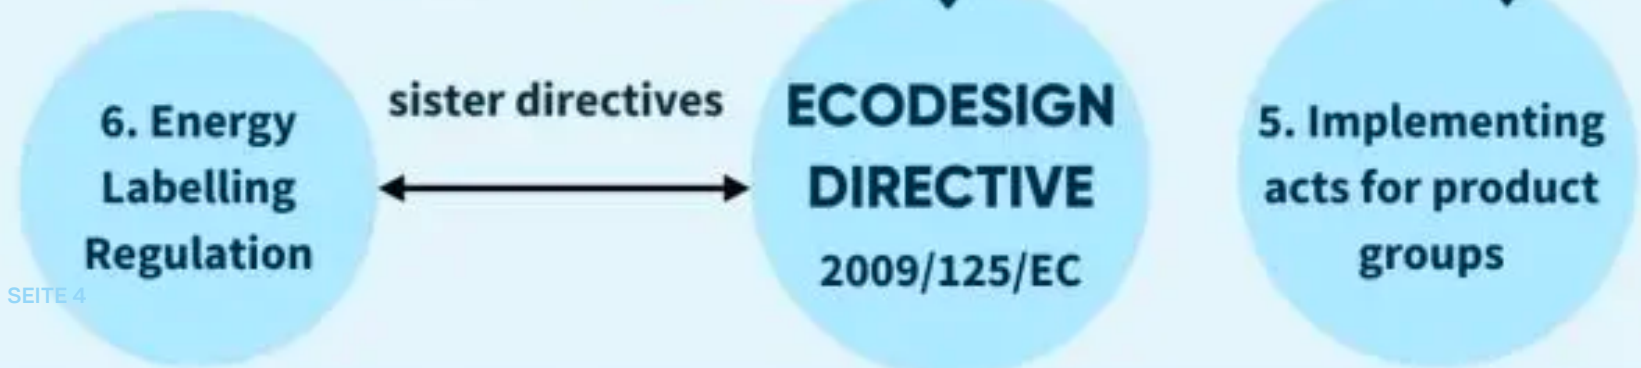 6. Energy
Labelling
Regulation
sister directives
ECODESIGN
DIRECTIVE
2009/125/EC
5. Implementing
acts for product
groups
SEITE 4